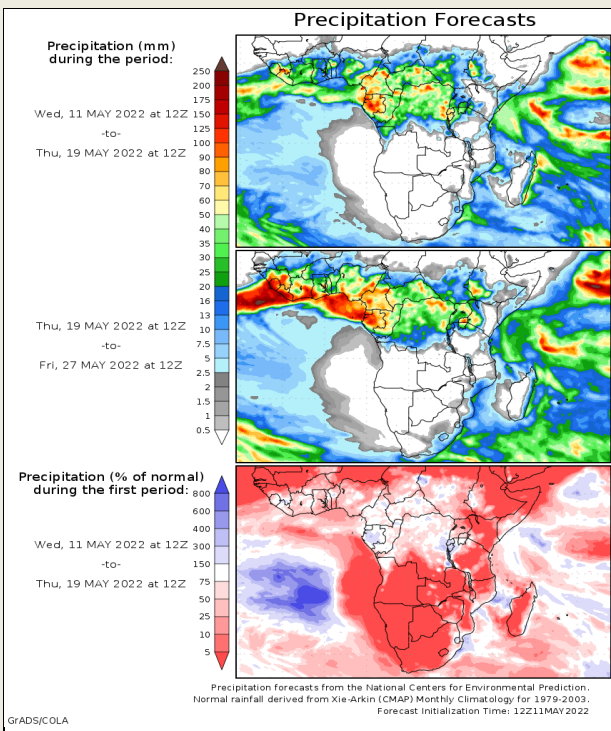 Precipitation Forecasts
Precipitation (mm)
during the period:
Wed, 11 MAY 2022 at 12Z
-to-
Thu, 19 MAY 2022 at 12Z
250
200
175
150
125
100
90
80
70
60
50
40
35
30
25
20
16
13
10
7.5
5
2.5
2
1.5
1
0.5
Thu, 19 MAY 2022 at 12Z
-to-
Fri, 27 MAY 2022 at 12Z
Precipitation (% of normal)
during the first period:
Wed, 11 MAY 2022 at 12Z
-to-
Thu, 19 MAY 2022 at 12Z
800
600
400
300
150
75
50
25
10
5
Precipitation forecasts from the National Centers for Environmental Prediction.
Normal rainfall derived from Xie-Arkin (CMAP) Monthly Climatology for 1979-2003.
Forecast Initialization Time: 12Z11MAY2022
GrADS/COLA